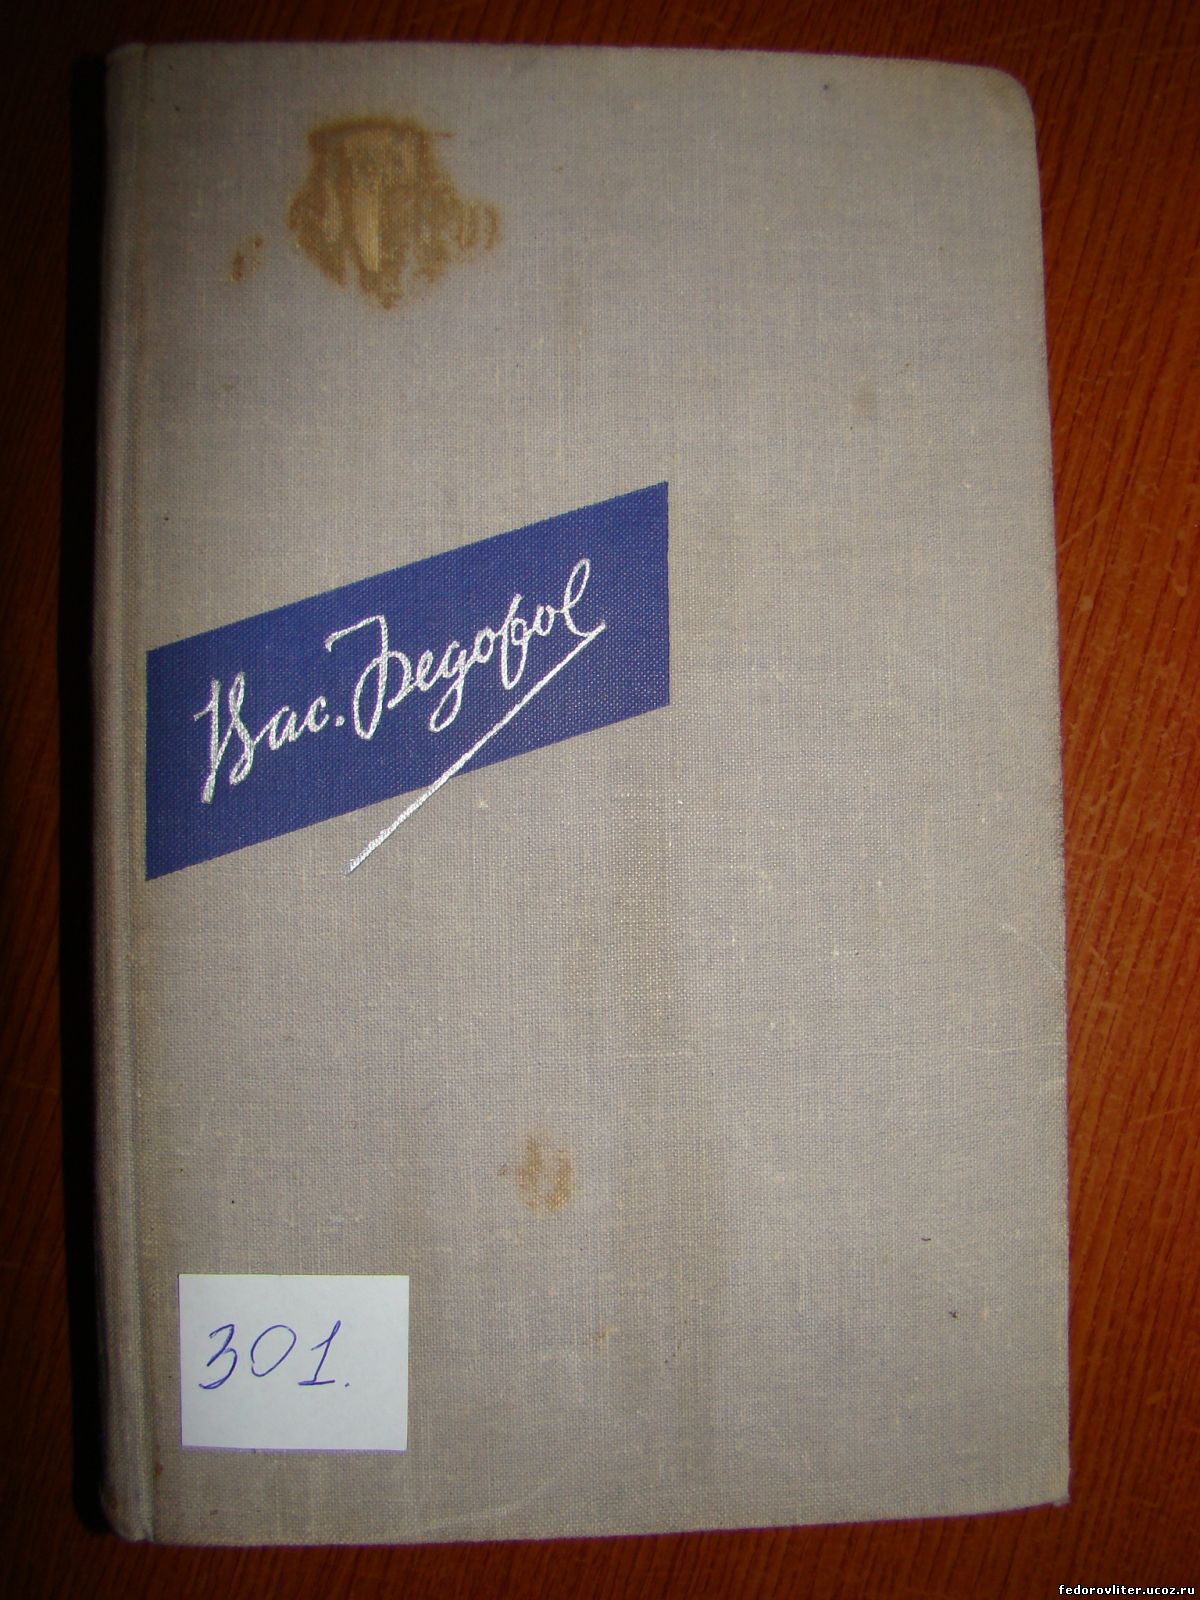 Вас. Федоров
301.
fedorovliter.ucoz.ru